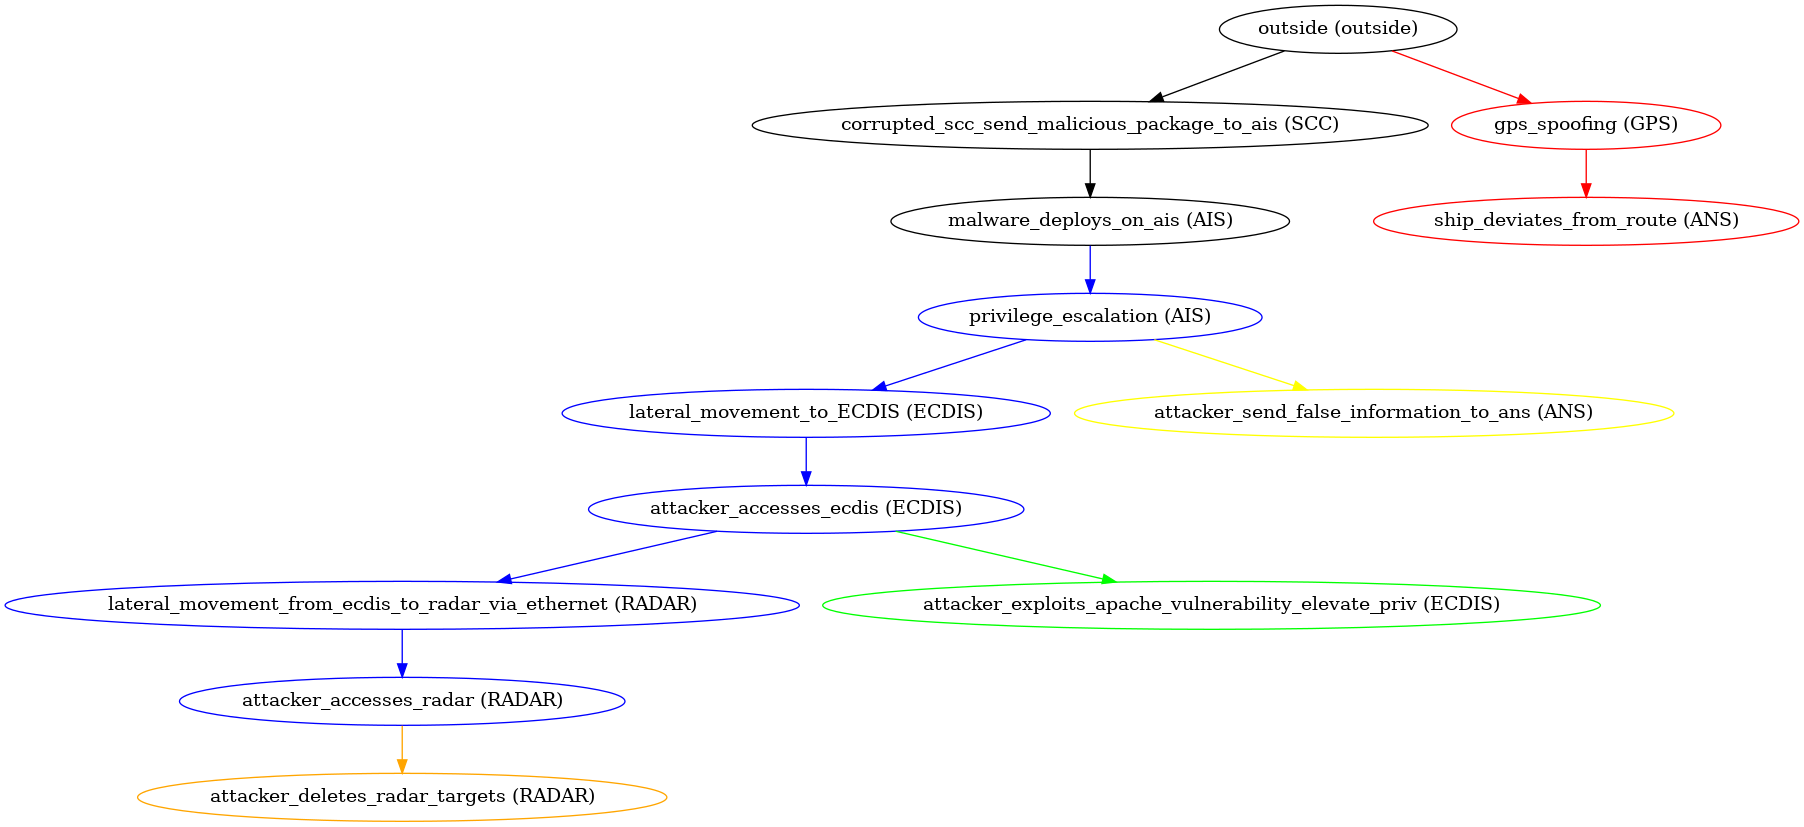 outside (outside)
corrupted_scc_send_malicious_package_to_ais (SCC)
gps_spoofing (GPS)
malware_deploys_on_ais (AIS)
ship_deviates_from_route (ANS)
privilege_escalation (AIS)
lateral_movement_to_ECDIS (ECDIS)
attacker_send_false_information_to_ans (ANS)
attacker_accesses_ecdis (ECDIS)
lateral_movement_from_ecdis_to_radar_via_ethernet (RADAR)
attacker_exploits_apache_vulnerability_elevate_priv (ECDIS)
attacker_accesses_radar (RADAR)
attacker_deletes_radar_targets (RADAR)